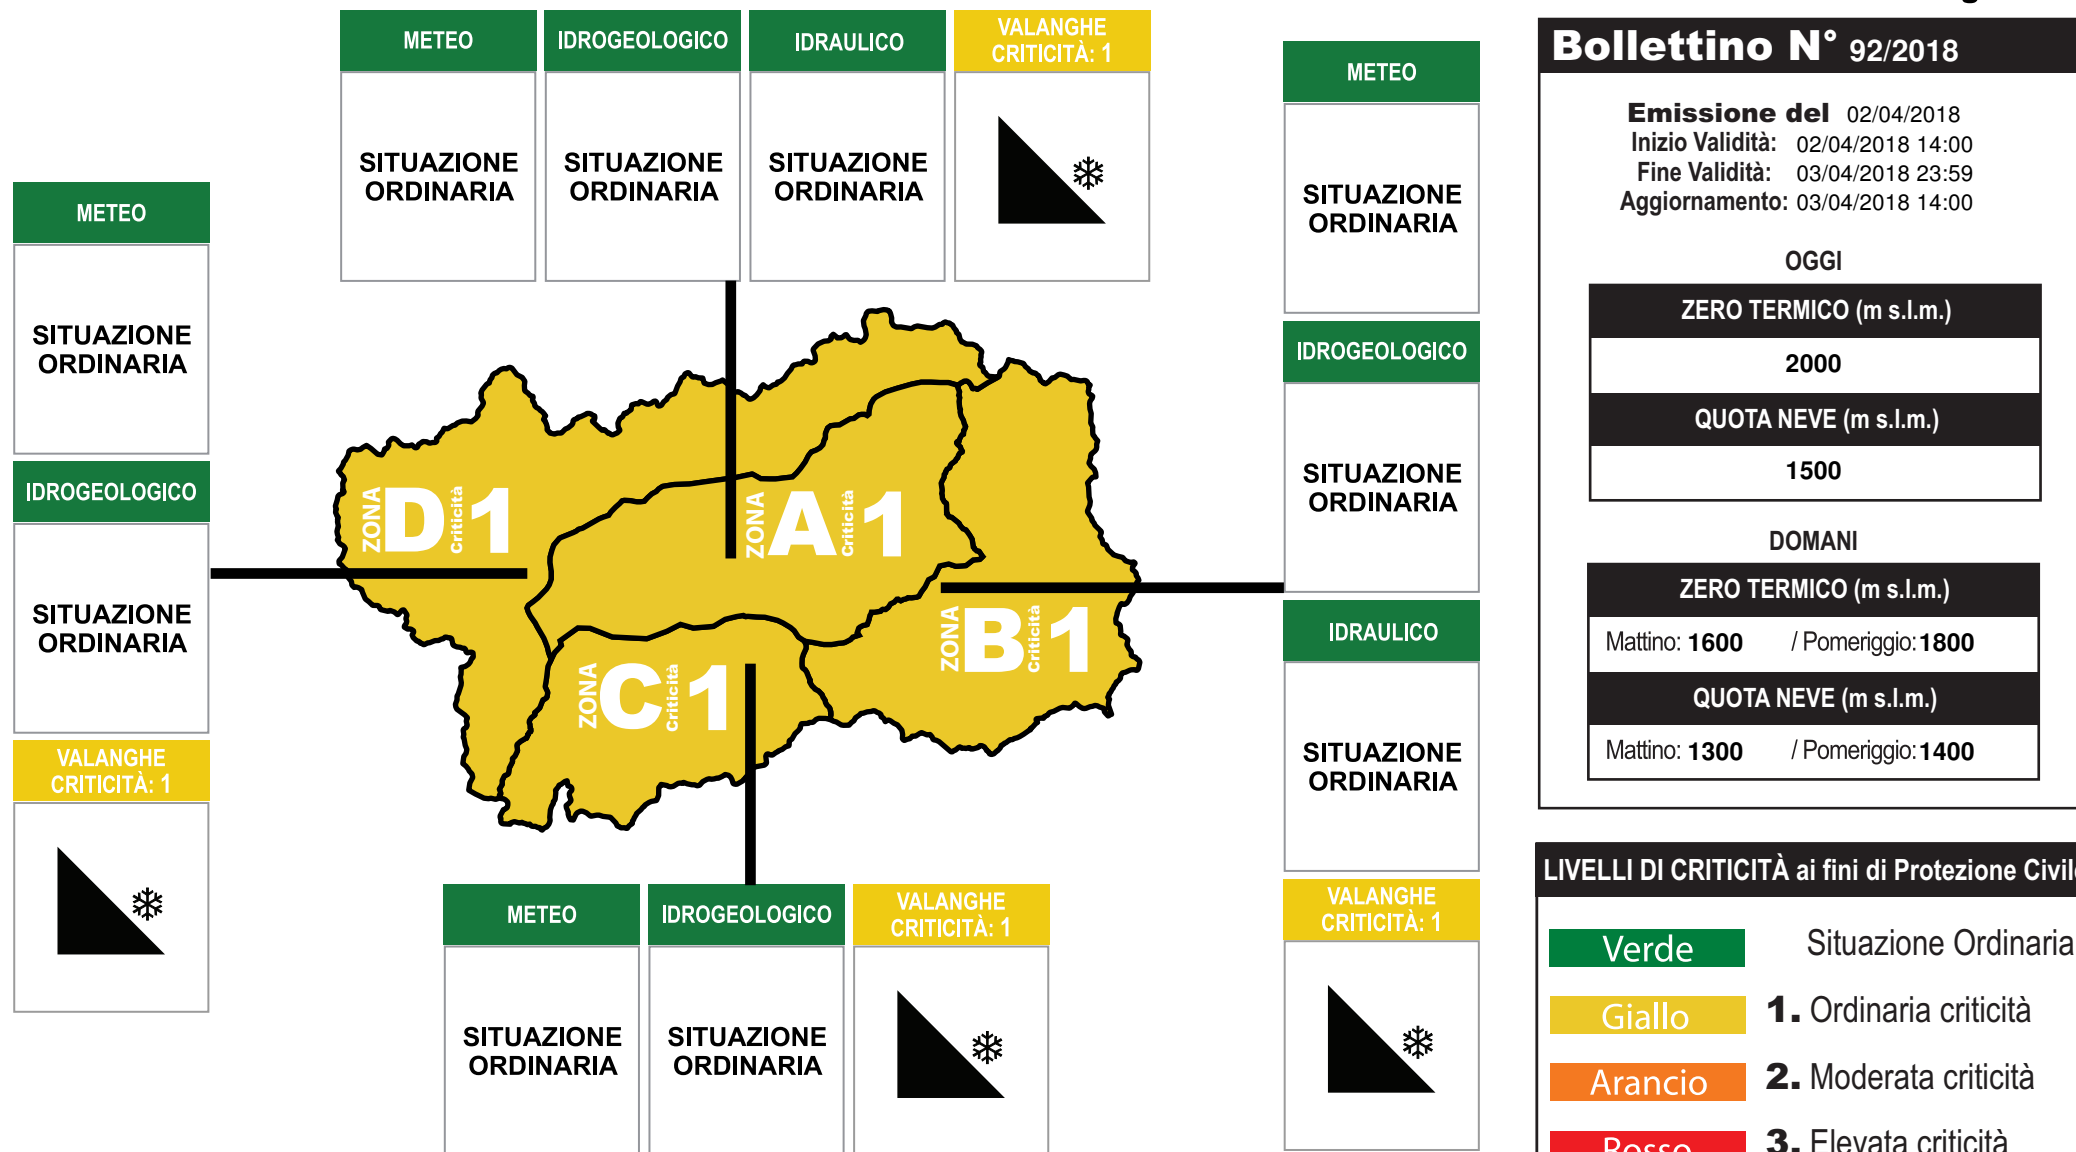 METEO
IDROGEOLOGICO
IDRAULICO
VALANGHE
CRITICITÀ: 1
SITUAZIONE
ORDINARIA
SITUAZIONE
ORDINARIA
SITUAZIONE
ORDINARIA
METEO
SITUAZIONE
ORDINARIA
IDROGEOLOGICO
SITUAZIONE
ORDINARIA
VALANGHE
CRITICITÀ: 1
ZONA D Criticità 1
ZONA A Criticità 1
ZONA B Criticità 1
ZONA C Criticità 1
METEO
SITUAZIONE
ORDINARIA
IDROGEOLOGICO
SITUAZIONE
ORDINARIA
IDRAULICO
SITUAZIONE
ORDINARIA
VALANGHE
CRITICITÀ: 1
METEO
IDROGEOLOGICO
VALANGHE
CRITICITÀ: 1
SITUAZIONE
ORDINARIA
SITUAZIONE
ORDINARIA
Bollettino N° 92/2018
Emissione del 02/04/2018
Inizio Validità: 02/04/2018 14:00
Fine Validità: 03/04/2018 23:59
Aggiornamento: 03/04/2018 14:00
OGGI
ZERO TERMICO (m s.l.m.)
2000
QUOTA NEVE (m s.l.m.)
1500
DOMANI
ZERO TERMICO (m s.l.m.)
Mattino: 1600 / Pomeriggio: 1800
QUOTA NEVE (m s.l.m.)
Mattino: 1300 / Pomeriggio: 1400
LIVELLI DI CRITICITÀ ai fini di Protezione Civile
Verde Situazione Ordinaria
Giallo 1. Ordinaria criticità
Arancio 2. Moderata criticità
Rosso 3. Elevata criticità